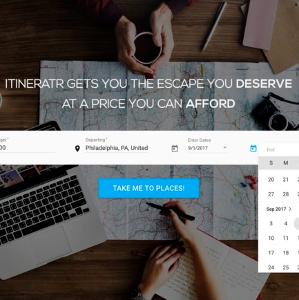 ITINERATR GETS YOU THE ESCAPE YOU DESERVE
AT A PRICE YOU CAN AFFORD
Departing*
Enter Dates
Philadelphia, PA, United
9/1/2017
End
00
TAKE ME TO PLACES!
S M
20 21
27 28
Sep 2017 >
3 4
10 11
17 18
24 25